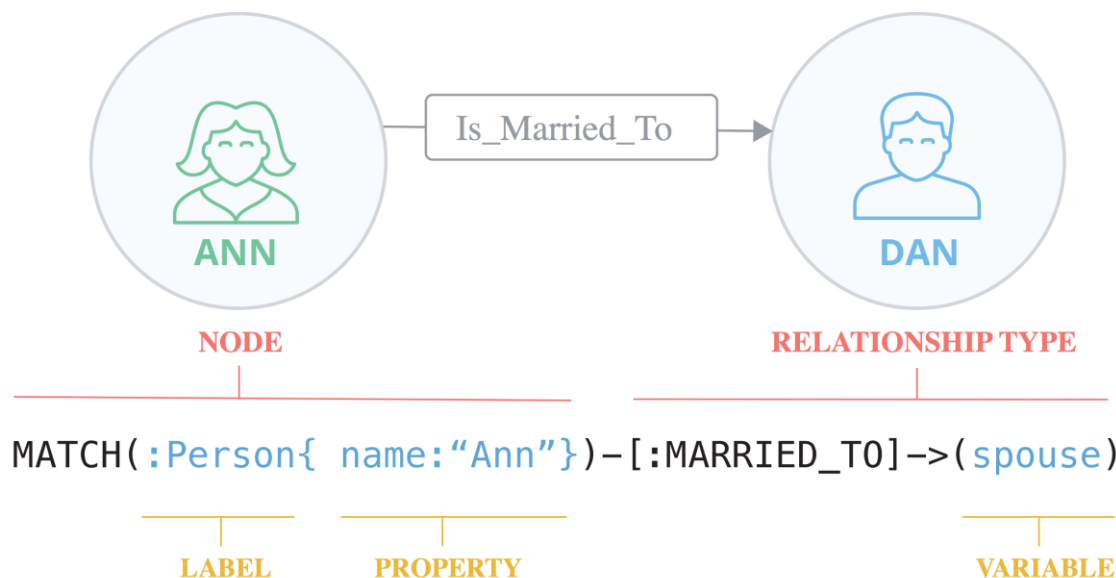 Is_Married_To
ANN
DAN
NODE
RELATIONSHIP TYPE
MATCH(:Person{ name:“Ann”})–[:MARRIED_TO]–>(spouse)
LABEL
PROPERTY
VARIABLE